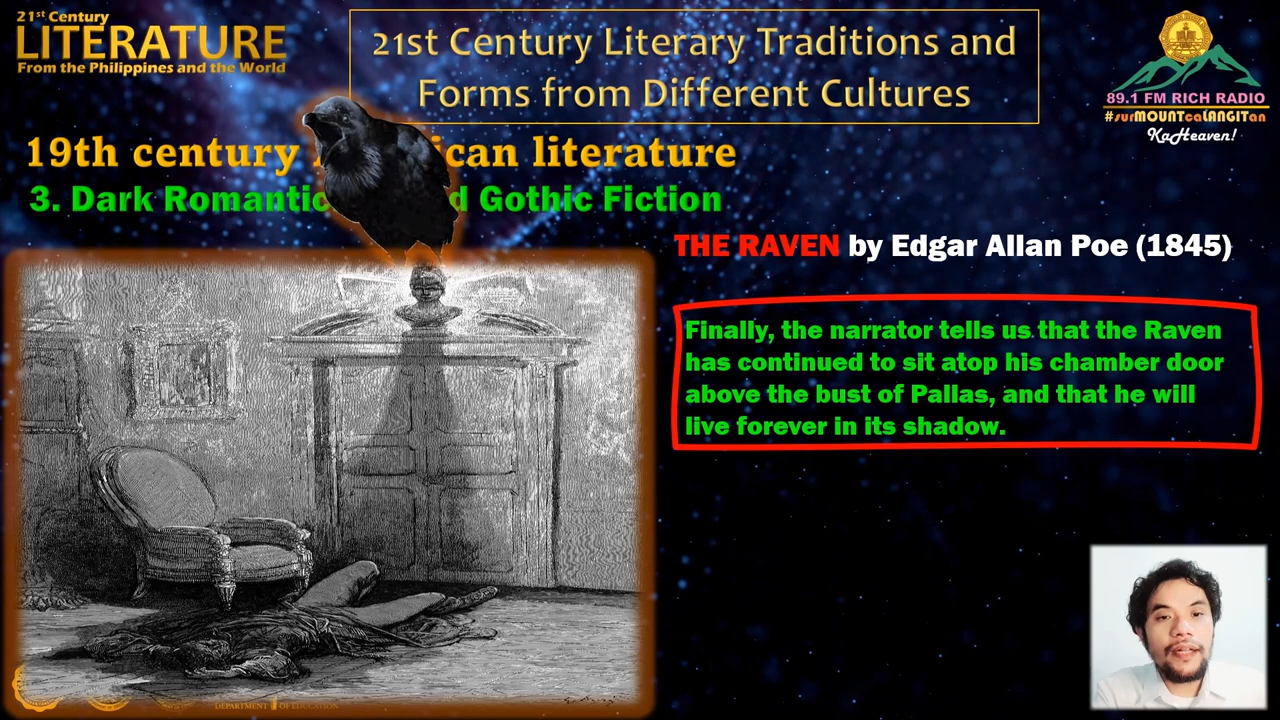 21st Century
LITERATURE
From the Philippines and the World
21st Century Literary Traditions and
Forms from Different Cultures
89.1 FM RICH RADIO
#surMOUNTcaLANGITan
KaHeaven!
19th century ican literature
3. Dark Romantic d Gothic Fiction
THE RAVEN by Edgar Allan Poe (1845)
Finally, the narrator tells us that the Raven
has continued to sit atop his chamber door
above the bust of Pallas, and that he will
live forever in its shadow.
DEPARTMENT OF EDUCATION